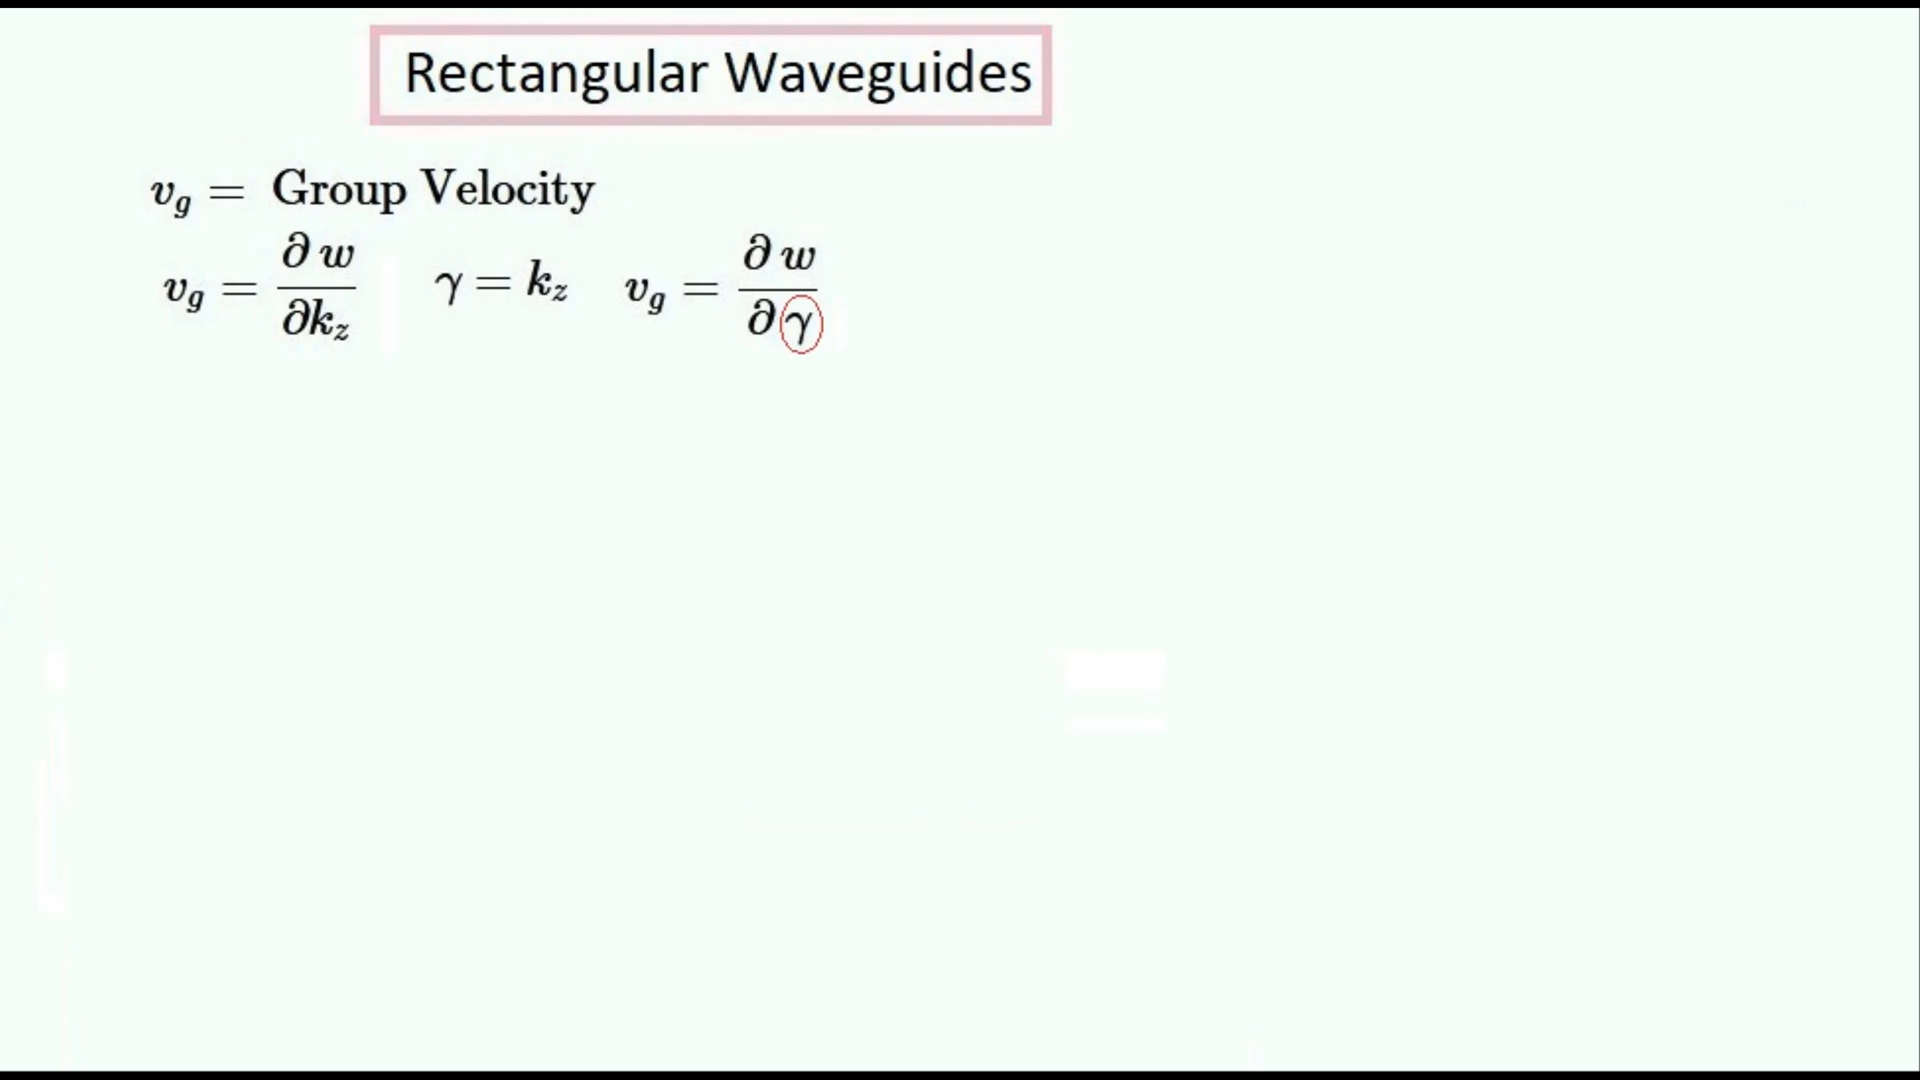 Rectangular Waveguides
v_g = Group Velocity
v_g = ∂ w / ∂k_z   γ = k_z   v_g = ∂ w / ∂ γ